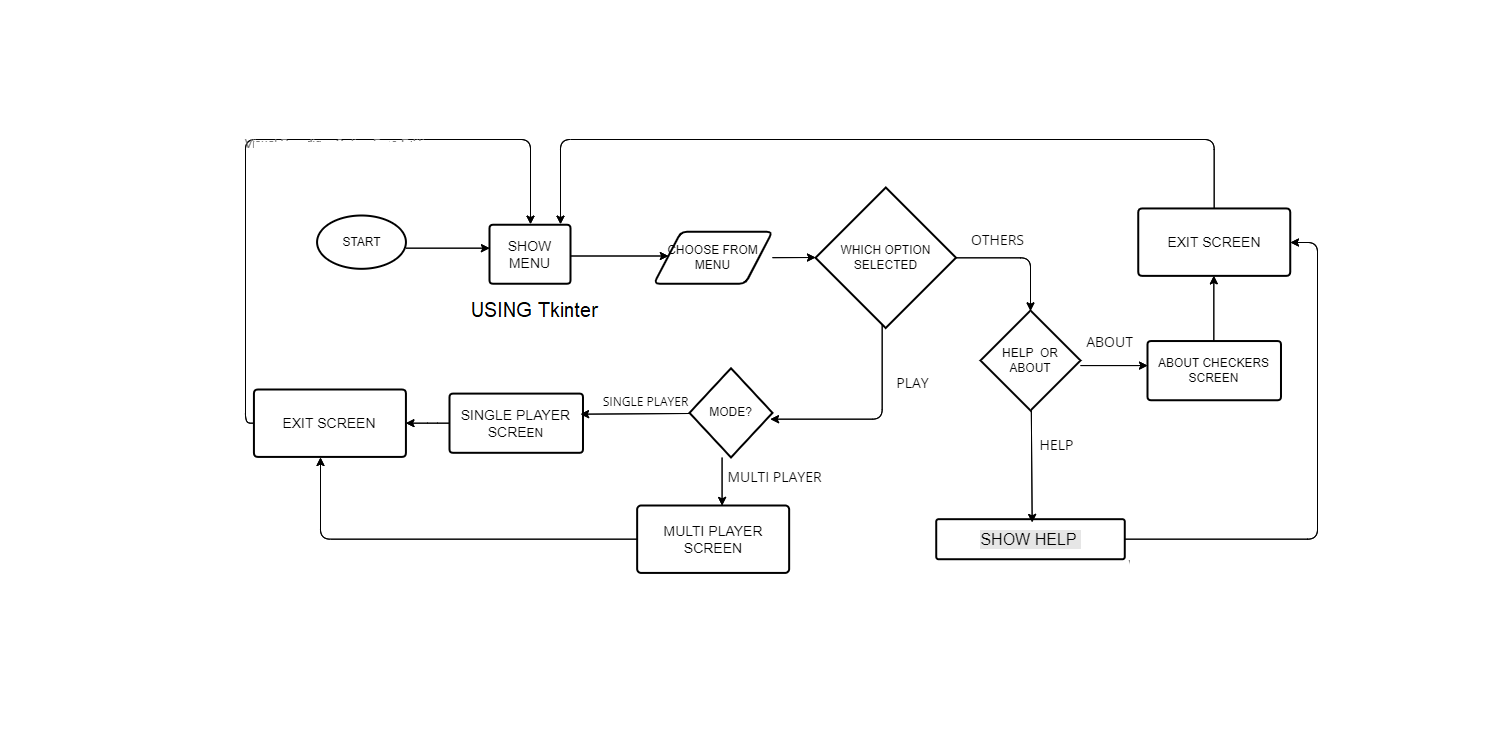 START
SHOW
MENU
USING Tkinter
CHOOSE FROM
MENU
WHICH OPTION
SELECTED
OTHERS
EXIT SCREEN
HELP OR
ABOUT
ABOUT
ABOUT CHECKERS
SCREEN
PLAY
MODE?
SINGLE PLAYER
SINGLE PLAYER
SCREEN
EXIT SCREEN
HELP
MULTI PLAYER
MULTI PLAYER
SCREEN
SHOW HELP